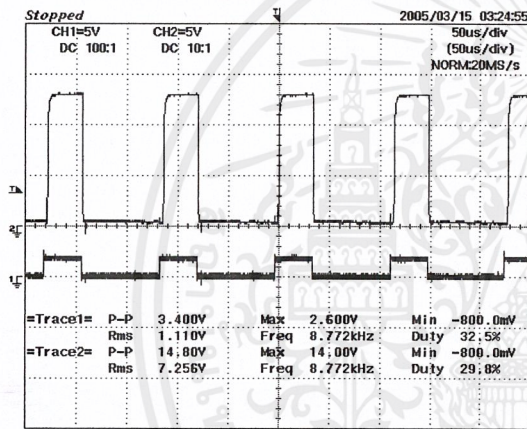 Stopped 2005/03/15 03:24:55
CH1=5V CH2=5V 50us/div
DC 100:1 DC 10:1 (50us/div)
NORM:20MS/s
T
T
2
1
=Trace1= P-P 3.400V Max 2.600V Min -800.0mV
Rms 1.110V Freq 8.772kHz Duty 32.5%
=Trace2= P-P 14.80V Max 14.00V Min -800.0mV
Rms 7.256V Freq 8.772kHz Duty 29.8%